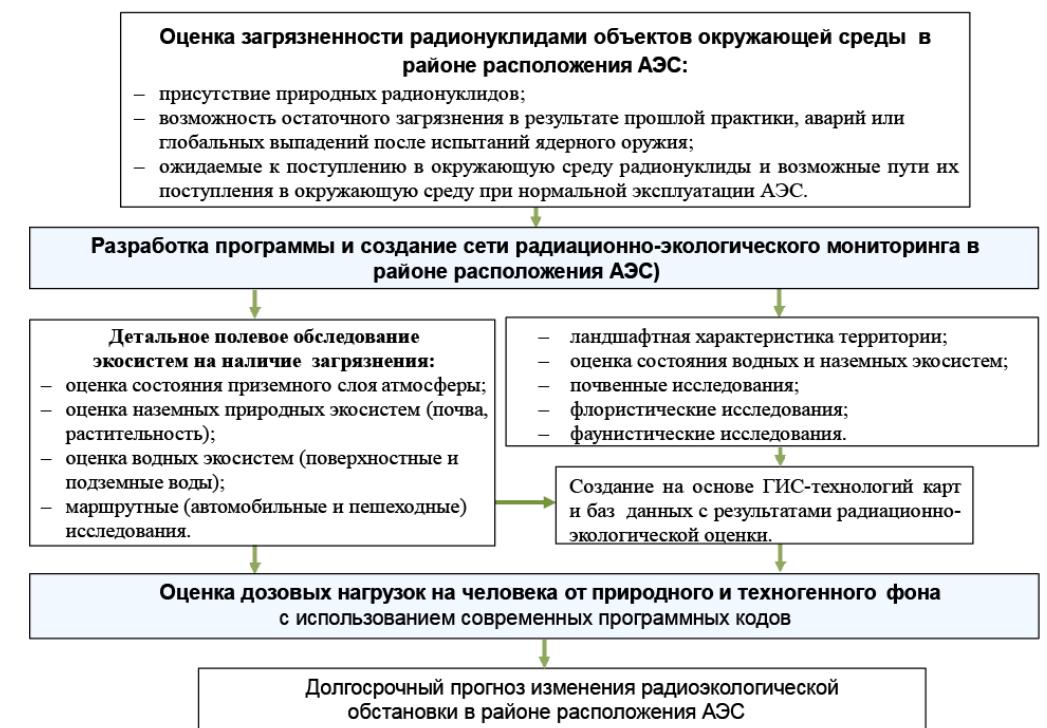 Оценка загрязненности радионуклидами объектов окружающей среды в
районе расположения АЭС:
– присутствие природных радионуклидов;
– возможность остаточного загрязнения в результате прошлой практики, аварий или
глобальных выпадений после испытаний ядерного оружия;
– ожидаемые к поступлению в окружающую среду радионуклиды и возможные пути их
поступления в окружающую среду при нормальной эксплуатации АЭС.
Разработка программы и создание сети радиационно-экологического мониторинга в
районе расположения АЭС)
Детальное полевое обследование
экосистем на наличие загрязнения:
– оценка состояния приземного слоя атмосферы;
– оценка наземных природных экосистем (почва,
растительность);
– оценка водных экосистем (поверхностные и
подземные воды);
– маршрутные (автомобильные и пешеходные)
исследования.
– ландшафтная характеристика территории;
– оценка состояния водных и наземных экосистем;
– почвенные исследования;
– флористические исследования;
– фаунистические исследования.
Создание на основе ГИС-технологий карт
и баз данных с результатами радиационно-
экологической оценки.
Оценка дозовых нагрузок на человека от природного и техногенного фона
с использованием современных программных кодов
Долгосрочный прогноз изменения радиоэкологической
обстановки в районе расположения АЭС